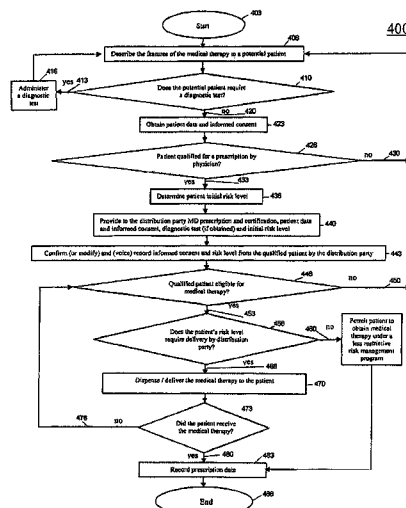 403
Start
400
406
Describe the features of the medical therapy to a potential patient
416
yes
413
410
Administer
a diagnostic
test
Does the potential patient require
a diagnostic test?
no
420
423
Obtain patient data and informed consent
426
Patient qualified for a prescription by
physician?
no
430
yes
433
436
Determine patient initial risk level
Provide to the distribution party MD prescription and certification, patient data
and informed consent, diagnostic test (if obtained) and initial risk level
440
Confirm (or modify) and (voice) record informed consent and risk level from the qualified patient by the distribution party
443
446
Qualified patient eligible for
medical therapy?
no
450
yes
453
456
Does the patient's risk level
require delivery by distribution
party?
460
no
Permit patient to
obtain medical
therapy under a
less restrictive
risk management
program
yes
466
Dispense / deliver the medical therapy to the patient
470
476
no
473
Did the patient receive
the medical therapy?
yes
480
483
Record prescription data
End
486